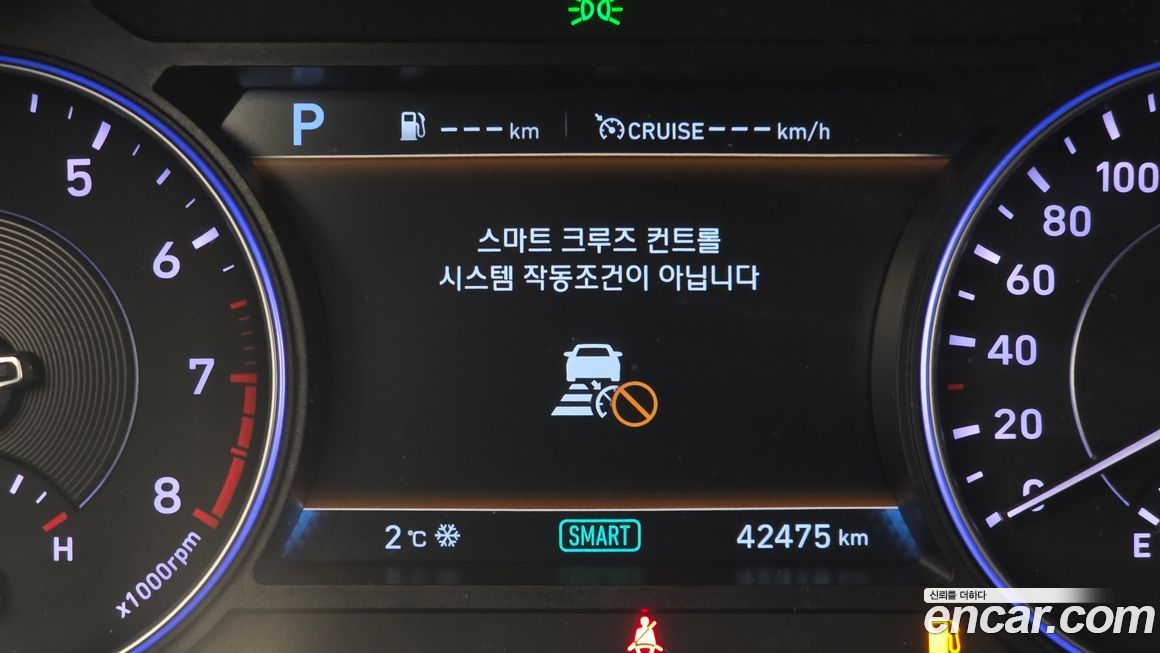 P
--- km
CRUISE --- km/h
스마트 크루즈 컨트롤
시스템 작동조건이 아닙니다
2 ℃
SMART
42475 km
5
6
7
8
x1000rpm
H
100
80
60
40
20
0
E
신뢰를 더하다
encar.com